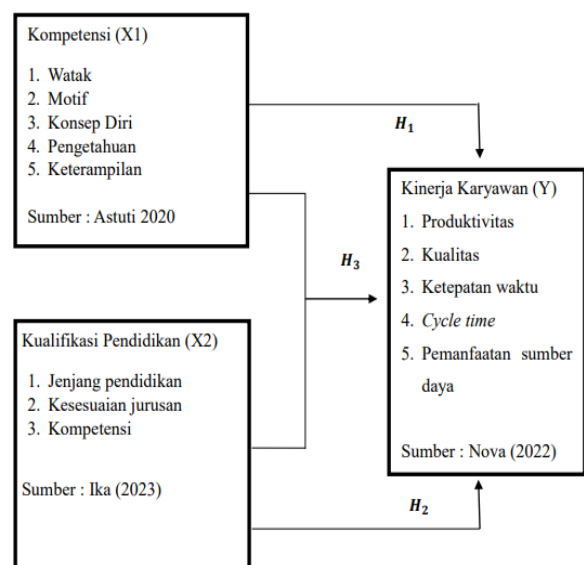 Kompetensi (X1)
1. Watak
2. Motif
3. Konsep Diri
4. Pengetahuan
5. Keterampilan
Sumber : Astuti 2020
H₁
Kinerja Karyawan (Y)
1. Produktivitas
2. Kualitas
3. Ketepatan waktu
4. Cycle time
5. Pemanfaatan sumber
daya
Sumber : Nova (2022)
H₃
Kualifikasi Pendidikan (X2)
1. Jenjang pendidikan
2. Kesesuaian jurusan
3. Kompetensi
Sumber : Ika (2023)
H₂